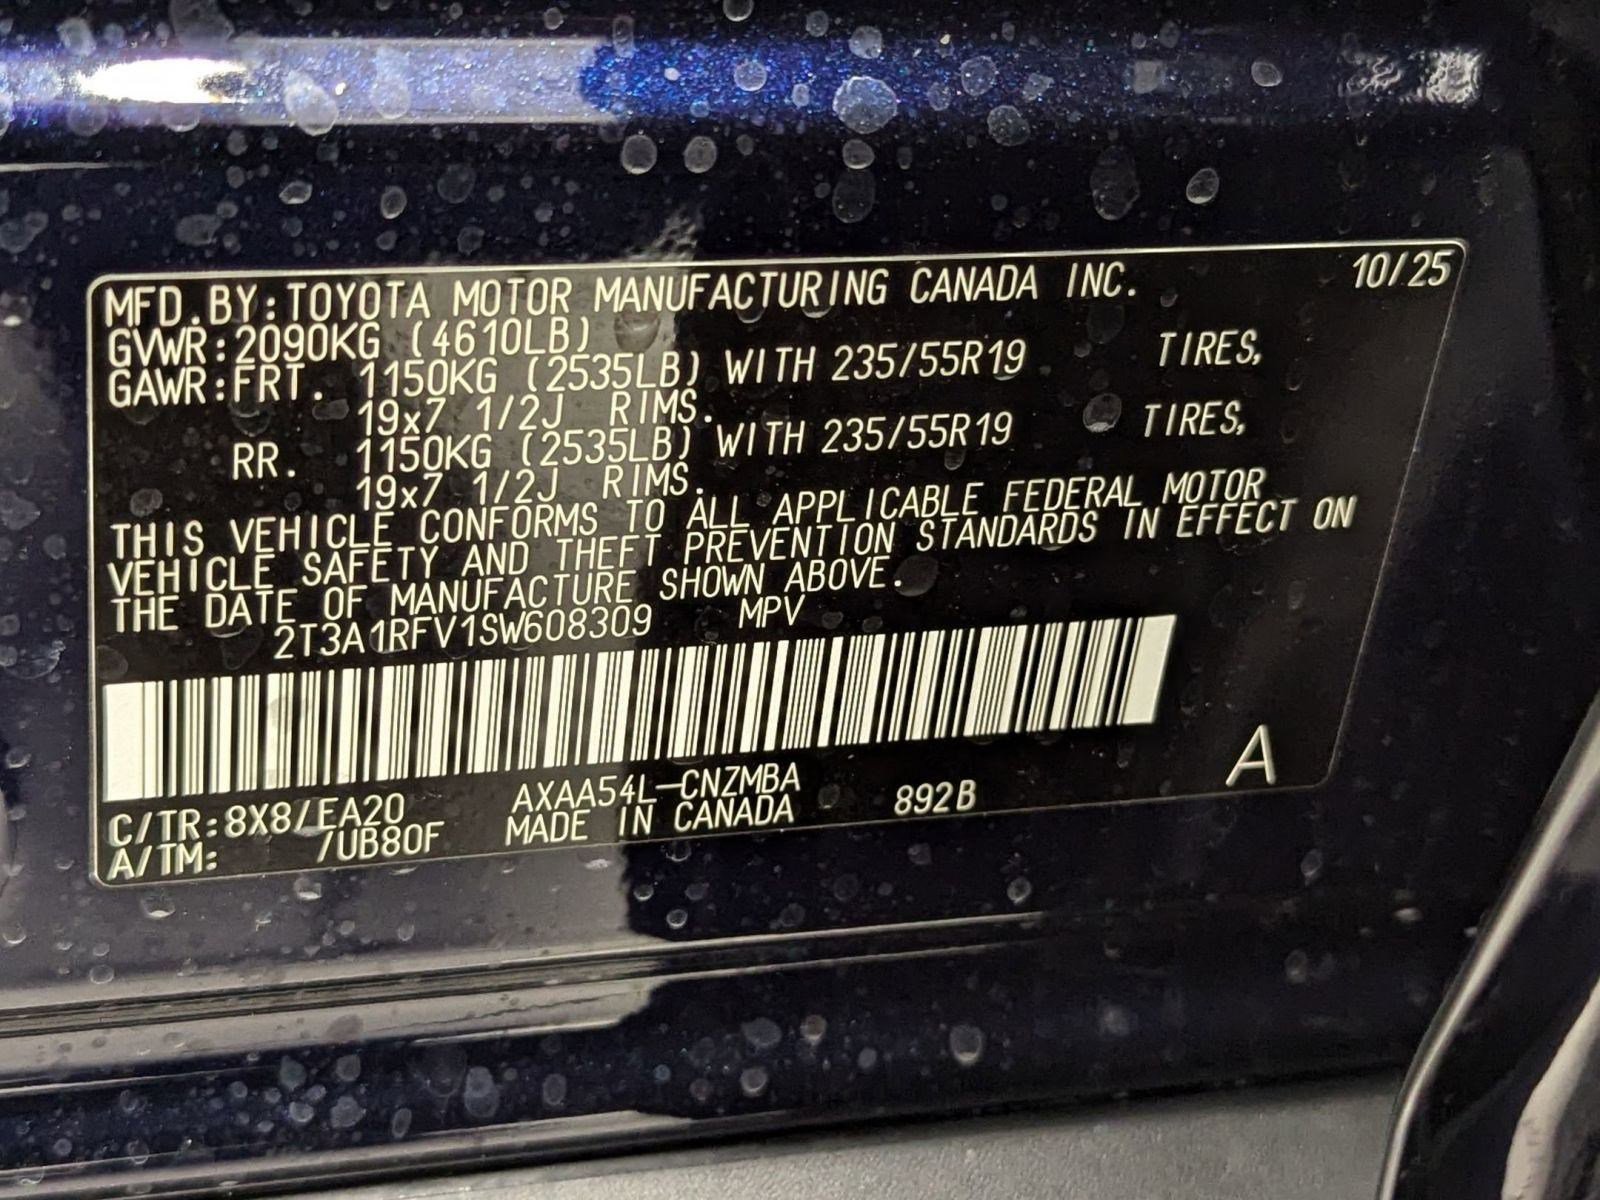 MFD.BY:TOYOTA MOTOR MANUFACTURING CANADA INC. 10/25
GVWR:2090KG (4610LB)
GAWR:FRT. 1150KG (2535LB) WITH 235/55R19 TIRES,
19x7 1/2J RIMS.
RR. 1150KG (2535LB) WITH 235/55R19 TIRES,
19x7 1/2J RIMS.
THIS VEHICLE CONFORMS TO ALL APPLICABLE FEDERAL MOTOR
VEHICLE SAFETY AND THEFT PREVENTION STANDARDS IN EFFECT ON
THE DATE OF MANUFACTURE SHOWN ABOVE.
2T3A1RFV1SW608309 MPV
C/TR:8X8/EA20 AXAA54L-CNZMBA 892B A
A/TM: /UB80F MADE IN CANADA